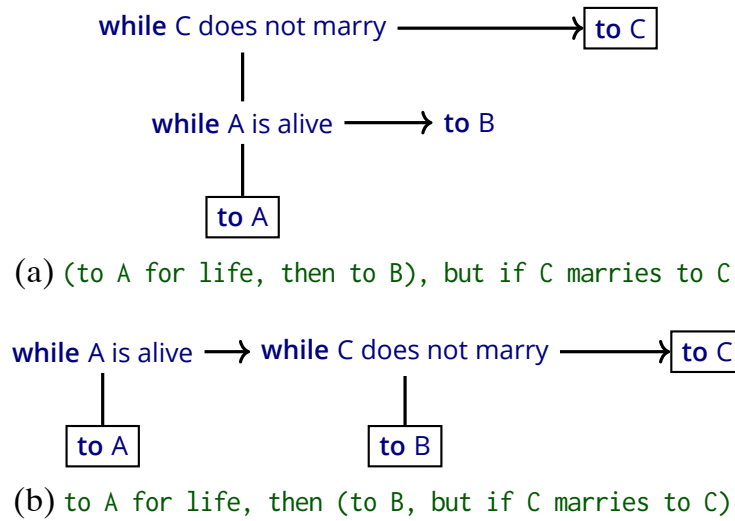 while C does not marry to C
while A is alive to B
to A
(a) (to A for life, then to B), but if C marries to C
while A is alive while C does not marry to C
to A to B
(b) to A for life, then (to B, but if C marries to C)